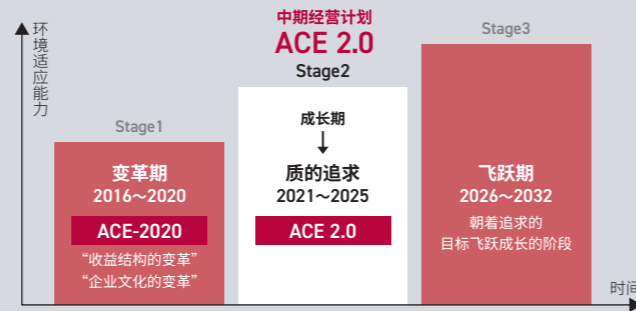 中期经营计划
ACE 2.0
环境适应能力
Stage1
变革期
2016～2020
ACE-2020
“收益结构的变革”
“企业文化的变革”
Stage2
成长期
↓
质的追求
2021～2025
ACE 2.0
Stage3
飞跃期
2026～2032
朝着追求的
目标飞跃成长的阶段
时间